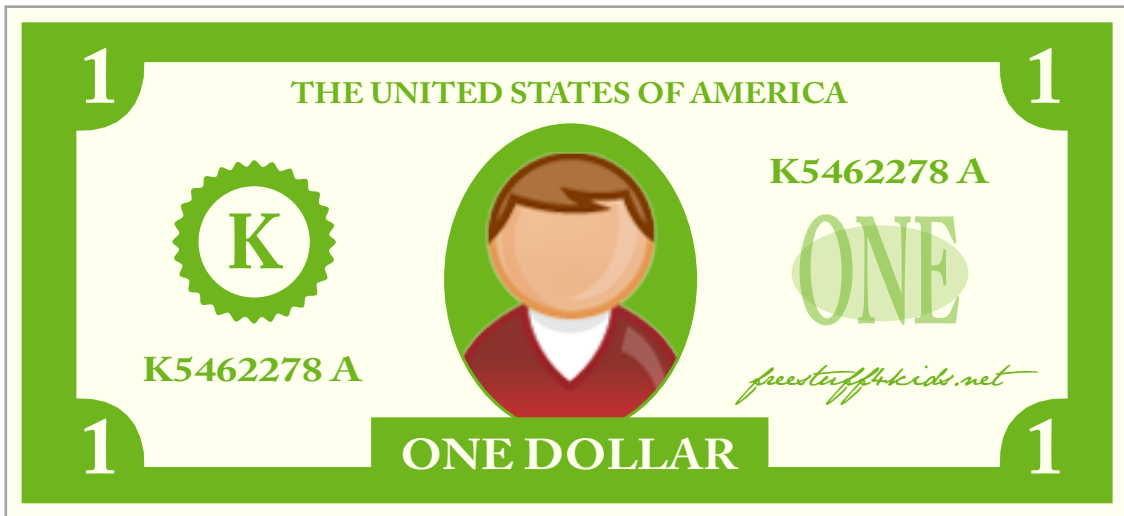 1
1
THE UNITED STATES OF AMERICA
K5462278 A
K
ONE
K5462278 A
freestuff4kids.net
1
ONE DOLLAR
1